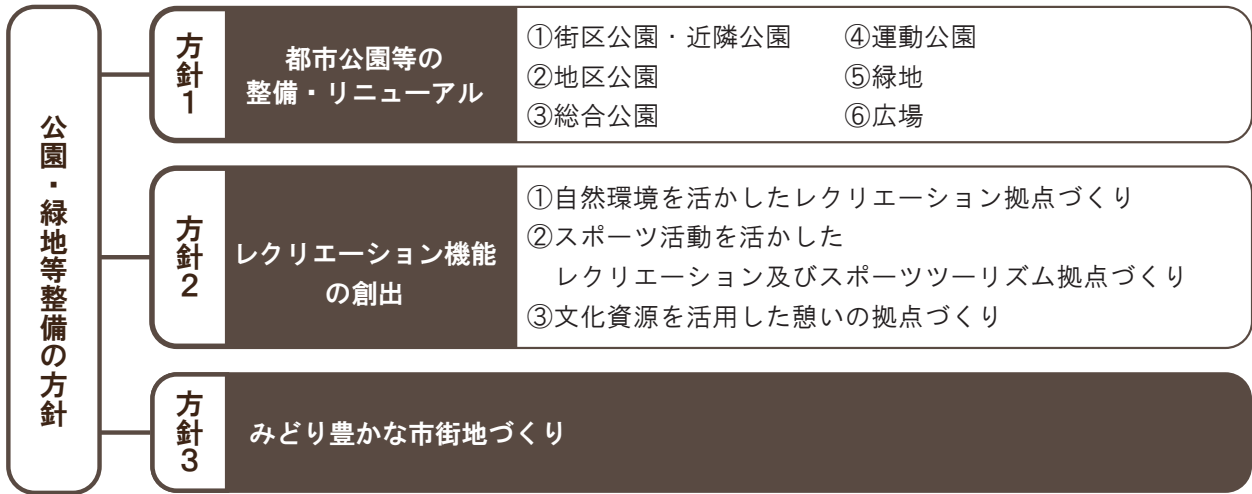 公園・緑地等整備の方針
方針1
都市公園等の
整備・リニューアル
①街区公園・近隣公園
②地区公園
③総合公園
④運動公園
⑤緑地
⑥広場
方針2
レクリエーション機能
の創出
①自然環境を活かしたレクリエーション拠点づくり
②スポーツ活動を活かした
レクリエーション及びスポーツツーリズム拠点づくり
③文化資源を活用した憩いの拠点づくり
方針3
みどり豊かな市街地づくり